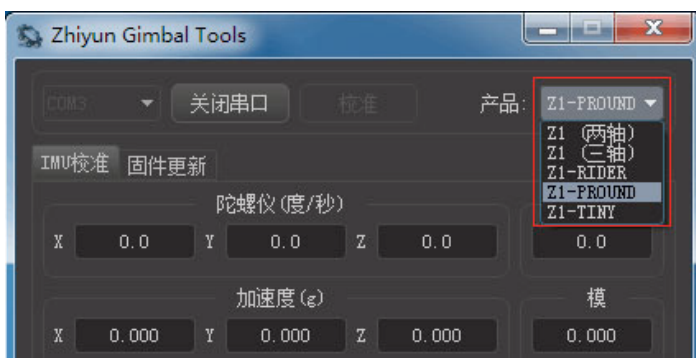 Zhiyun Gimbal Tools
COM3 关闭串口 校准 产品: Z1-PROUND
Z1 (两轴)
Z1 (三轴)
Z1-RIDER
Z1-PROUND
Z1-TINY
IMU校准 固件更新
陀螺仪(度/秒)
X 0.0 Y 0.0 Z 0.0 0.0
加速度(g) 模
X 0.000 Y 0.000 Z 0.000 0.000